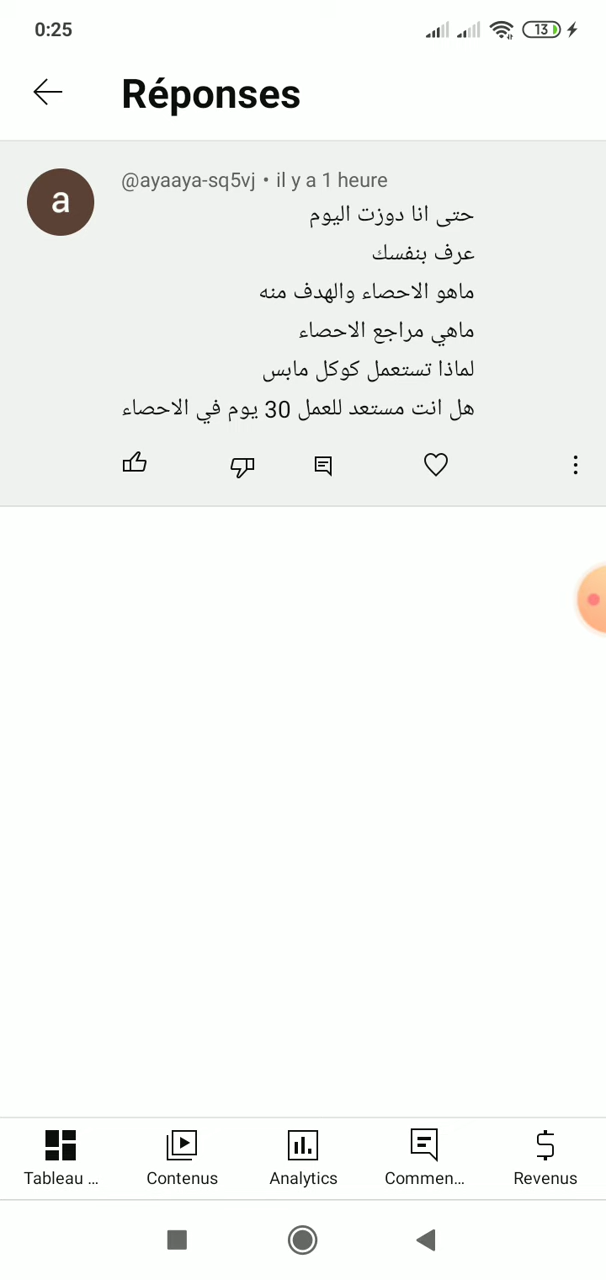 0:25
13
Réponses
a
@ayaaya-sq5vj • il y a 1 heure
حتى انا دوزت اليوم
عرف بنفسك
ماهو الاحصاء والهدف منه
ماهي مراجع الاحصاء
لماذا تستعمل كوكل مابس
هل انت مستعد للعمل 30 يوم في الاحصاء
Tableau ...
Contenus
Analytics
Commen...
Revenus